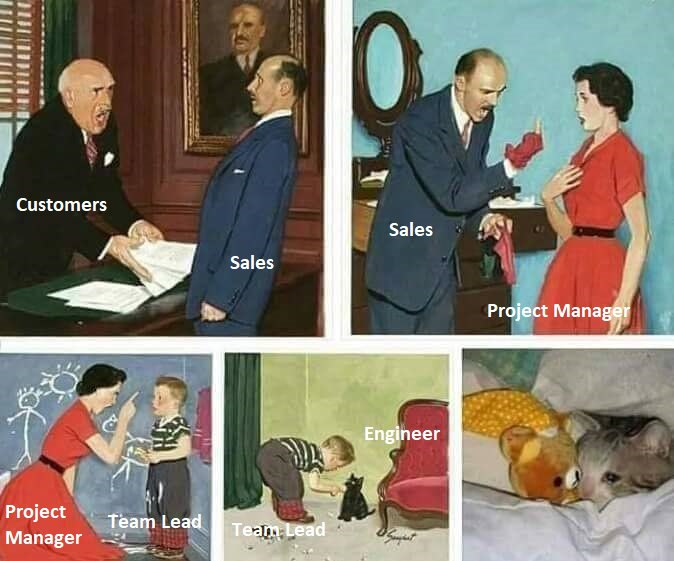 Customers
Sales
Sales
Project Manager
Project
Manager
Team Lead
Team Lead
Engineer